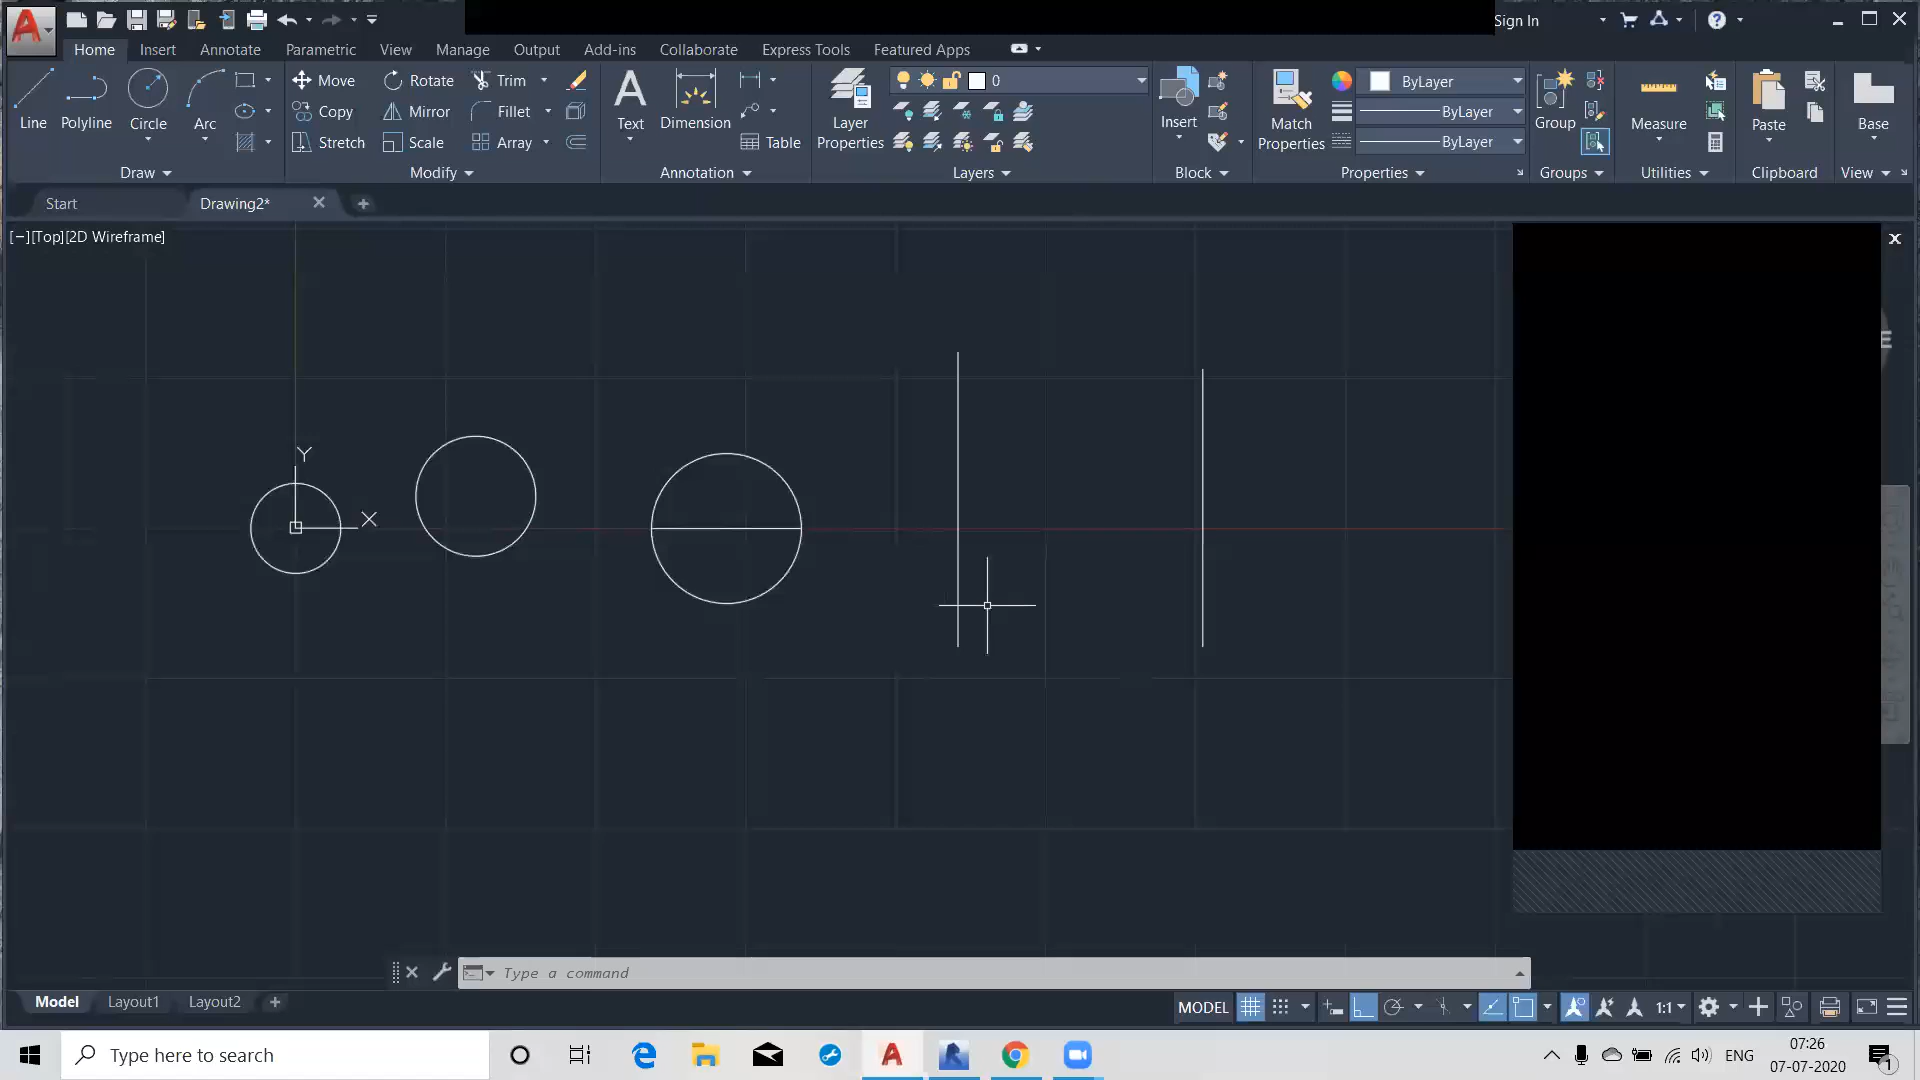 Sign In
Home Insert Annotate Parametric View Manage Output Add-ins Collaborate Express Tools Featured Apps
Move Rotate Trim 0 ByLayer
Copy Mirror Fillet ByLayer
Line Polyline Circle Arc Text Dimension Layer Insert Match Group Measure Paste Base
Stretch Scale Array Table Properties Properties ByLayer
Draw Modify Annotation Layers Block Properties Groups Utilities Clipboard View
Start Drawing2*
[−][Top][2D Wireframe]
E
Y
X
Type a command
Model Layout1 Layout2 MODEL 1:1
Type here to search ENG 07:26
07-07-2020 1